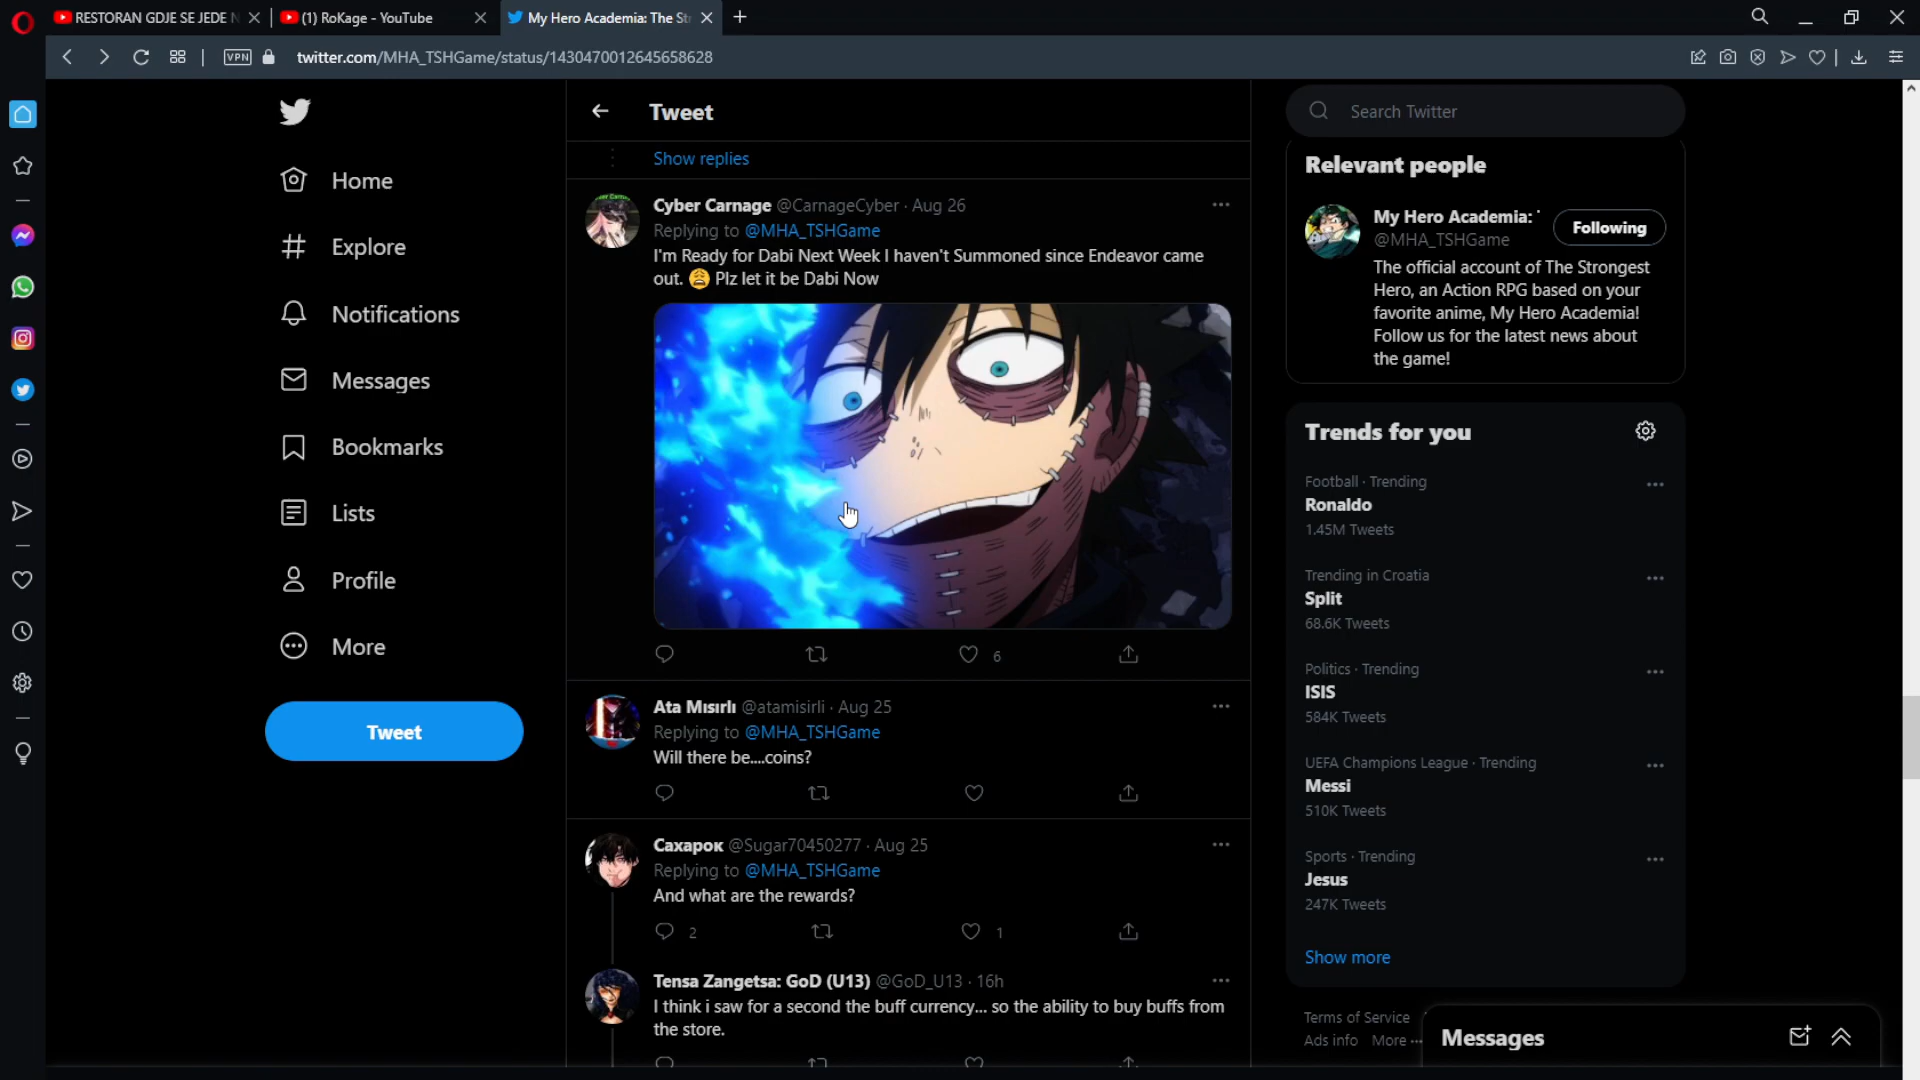 RESTORAN GDJE SE JEDE N
(1) RoKage - YouTube
My Hero Academia: The St
VPN
twitter.com/MHA_TSHGame/status/1430470012645658628
Home
Explore
Notifications
Messages
Bookmarks
Lists
Profile
More
Tweet
Tweet
Show replies
Cyber Carnage @CarnageCyber · Aug 26
Replying to @MHA_TSHGame
I'm Ready for Dabi Next Week I haven't Summoned since Endeavor came
out. 😩 Plz let it be Dabi Now
6
Ata Mısırlı @atamisirli · Aug 25
Replying to @MHA_TSHGame
Will there be....coins?
Сахарок @Sugar70450277 · Aug 25
Replying to @MHA_TSHGame
And what are the rewards?
2
1
Tensa Zangetsa: GoD (U13) @GoD_U13 · 16h
I think i saw for a second the buff currency... so the ability to buy buffs from
the store.
Search Twitter
Relevant people
My Hero Academia: '
Following
@MHA_TSHGame
The official account of The Strongest
Hero, an Action RPG based on your
favorite anime, My Hero Academia!
Follow us for the latest news about
the game!
Trends for you
Football · Trending
Ronaldo
1.45M Tweets
Trending in Croatia
Split
68.6K Tweets
Politics · Trending
ISIS
584K Tweets
UEFA Champions League · Trending
Messi
510K Tweets
Sports · Trending
Jesus
247K Tweets
Show more
Terms of Service
Ads info More ···
Messages